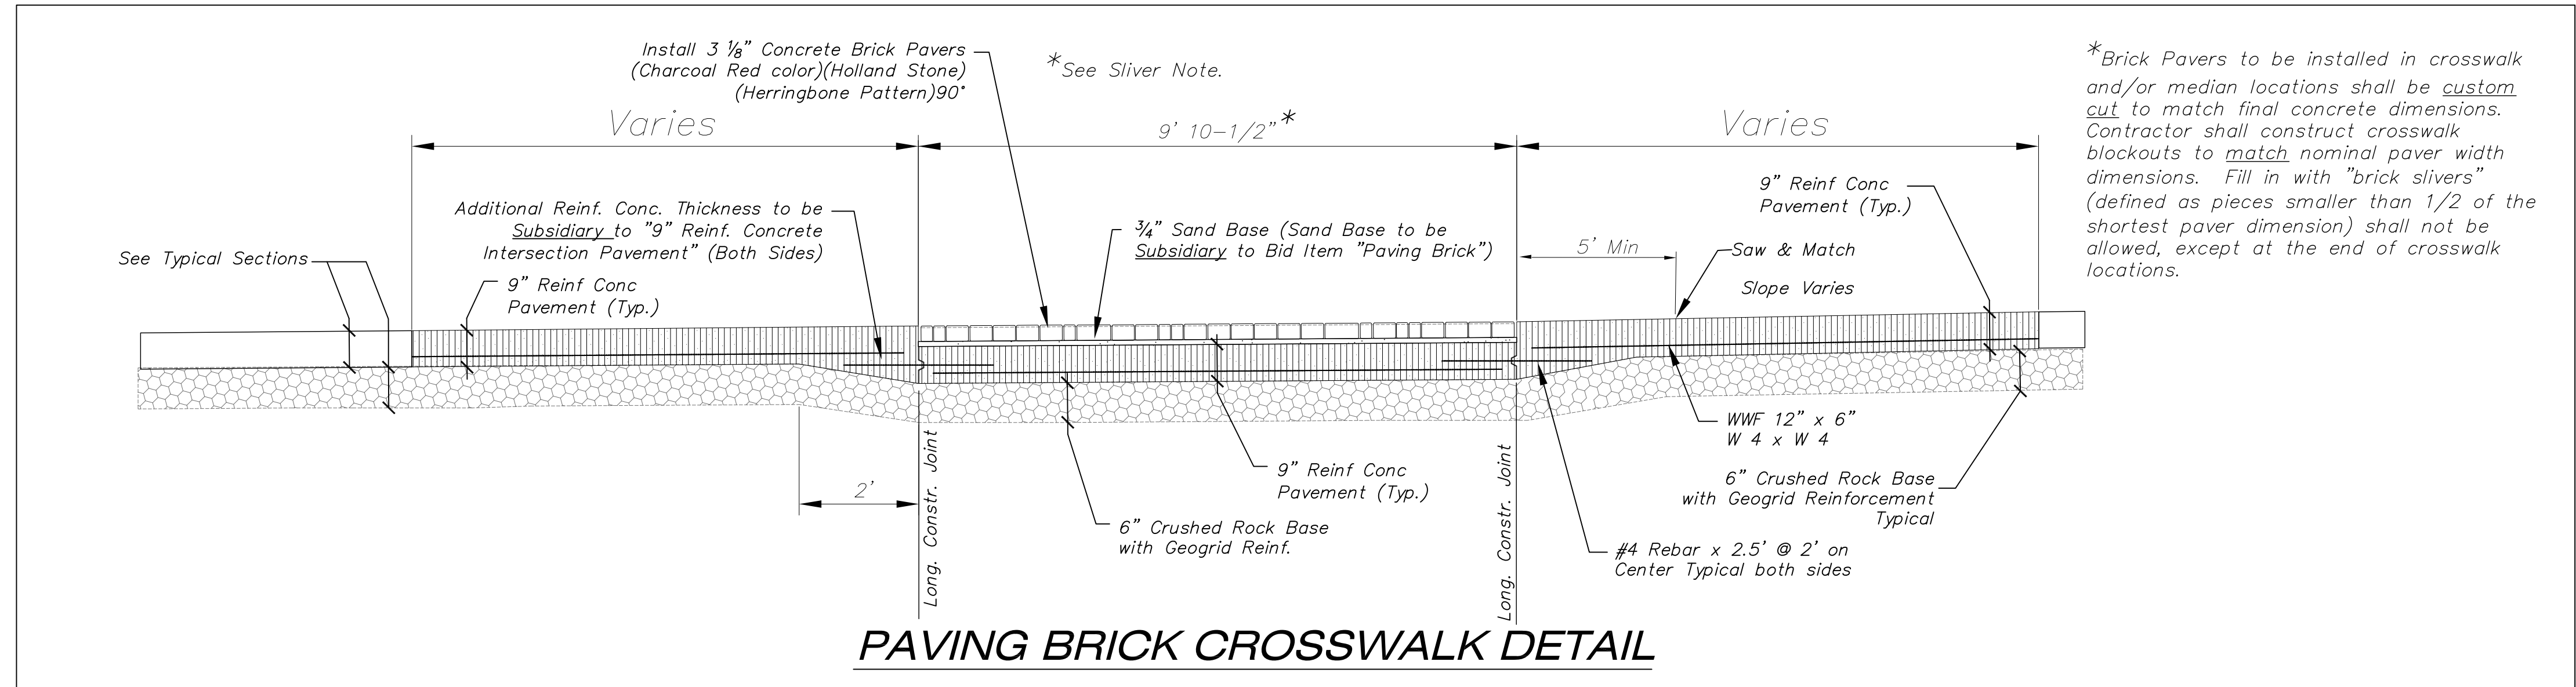 Install 3 ⅛" Concrete Brick Pavers
(Charcoal Red color)(Holland Stone)
(Herringbone Pattern)90°
*See Sliver Note.
*Brick Pavers to be installed in crosswalk
and/or median locations shall be custom
cut to match final concrete dimensions.
Contractor shall construct crosswalk
blockouts to match nominal paver width
dimensions. Fill in with "brick slivers"
(defined as pieces smaller than 1/2 of the
shortest paver dimension) shall not be
allowed, except at the end of crosswalk
locations.
Varies
9' 10-1/2"*
Varies
See Typical Sections
Additional Reinf. Conc. Thickness to be
Subsidiary to "9" Reinf. Concrete
Intersection Pavement" (Both Sides)
9" Reinf Conc
Pavement (Typ.)
¾" Sand Base (Sand Base to be
Subsidiary to Bid Item "Paving Brick")
5' Min
9" Reinf Conc
Pavement (Typ.)
Saw & Match
Slope Varies
2'
Long. Constr. Joint
6" Crushed Rock Base
with Geogrid Reinf.
9" Reinf Conc
Pavement (Typ.)
Long. Constr. Joint
WWF 12" x 6"
W 4 x W 4
6" Crushed Rock Base
with Geogrid Reinforcement
Typical
#4 Rebar x 2.5' @ 2' on
Center Typical both sides
PAVING BRICK CROSSWALK DETAIL